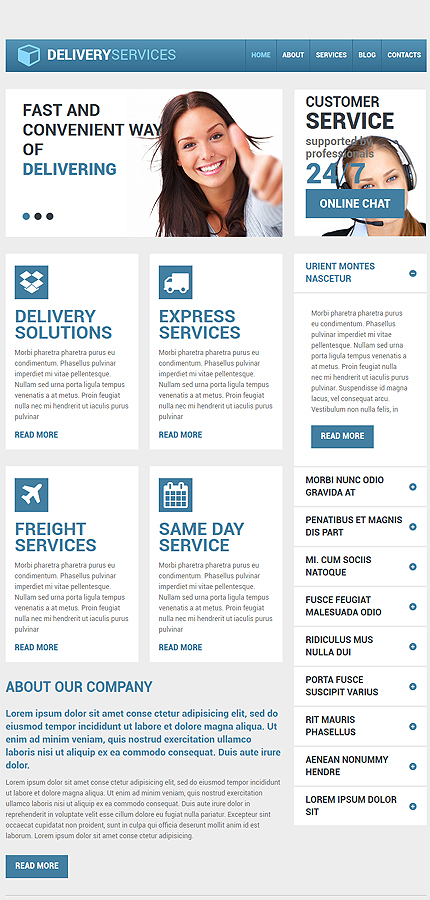 DELIVERYSERVICES
HOME ABOUT SERVICES BLOG CONTACTS
FAST AND
CONVENIENT WAY
OF
DELIVERING
CUSTOMER
SERVICE
supported by
professionals
24/7
ONLINE CHAT
DELIVERY
SOLUTIONS
Morbi pharetra pharetra purus eu
condimentum. Phasellus pulvinar
imperdiet mi vitae pellentesque.
Nullam sed urna porta ligula tempus
venenatis a at metus. Proin feugiat
nulla nec mi hendrerit ut iaculis purus
pulvinar
READ MORE
EXPRESS
SERVICES
Morbi pharetra pharetra purus eu
condimentum. Phasellus pulvinar
imperdiet mi vitae pellentesque.
Nullam sed urna porta ligula tempus
venenatis a at metus. Proin feugiat
nulla nec mi hendrerit ut iaculis purus
pulvinar
READ MORE
FREIGHT
SERVICES
Morbi pharetra pharetra purus eu
condimentum. Phasellus pulvinar
imperdiet mi vitae pellentesque.
Nullam sed urna porta ligula tempus
venenatis a at metus. Proin feugiat
nulla nec mi hendrerit ut iaculis purus
pulvinar
READ MORE
SAME DAY
SERVICE
Morbi pharetra pharetra purus eu
condimentum. Phasellus pulvinar
imperdiet mi vitae pellentesque.
Nullam sed urna porta ligula tempus
venenatis a at metus. Proin feugiat
nulla nec mi hendrerit ut iaculis purus
pulvinar
READ MORE
URIENT MONTES
NASCETUR
Morbi pharetra pharetra purus
eu condimentum. Phasellus
pulvinar imperdiet mi vitae
pellentesque. Nullam sed urna
porta ligula tempus venenatis a
at metus. Proin feugiat nulla
nec mi hendrerit ut iaculis purus
pulvinar. Suspendisse id magna
lacus, vel consequat arcu.
Vestibulum non nulla felis, in
READ MORE
MORBI NUNC ODIO
GRAVIDA AT
PENATIBUS ET MAGNIS
DIS PART
MI. CUM SOCIIS
NATOQUE
FUSCE FEUGIAT
MALESUADA ODIO
RIDICULUS MUS
NULLA DUI
PORTA FUSCE
SUSCIPIT VARIUS
RIT MAURIS
PHASELLUS
AENEAN NONUMMY
HENDRE
LOREM IPSUM DOLOR
SIT
ABOUT OUR COMPANY
Lorem ipsum dolor sit amet conse ctetur adipisicing elit, sed do
eiusmod tempor incididunt ut labore et dolore magna aliqua. Ut
enim ad minim veniam, quis nostrud exercitation ullamco
laboris nisi ut aliquip ex ea commodo consequat. Duis aute irure
dolor.
Lorem ipsum dolor sit amet conse ctetur adipisicing elit, sed do eiusmod tempor incididunt
ut labore et dolore magna aliqua. Ut enim ad minim veniam, quis nostrud exercitation
ullamco laboris nisi ut aliquip ex ea commodo consequat. Duis aute irure dolor in
reprehenderit in voluptate velit esse cillum dolore eu fugiat nulla pariatur. Excepteur sint
occaecat cupidatat non proident, sunt in culpa qui officia deserunt mollit anim id est
laborum. Lorem ipsum dolor sit amet conse ctetur adipisicing.
READ MORE